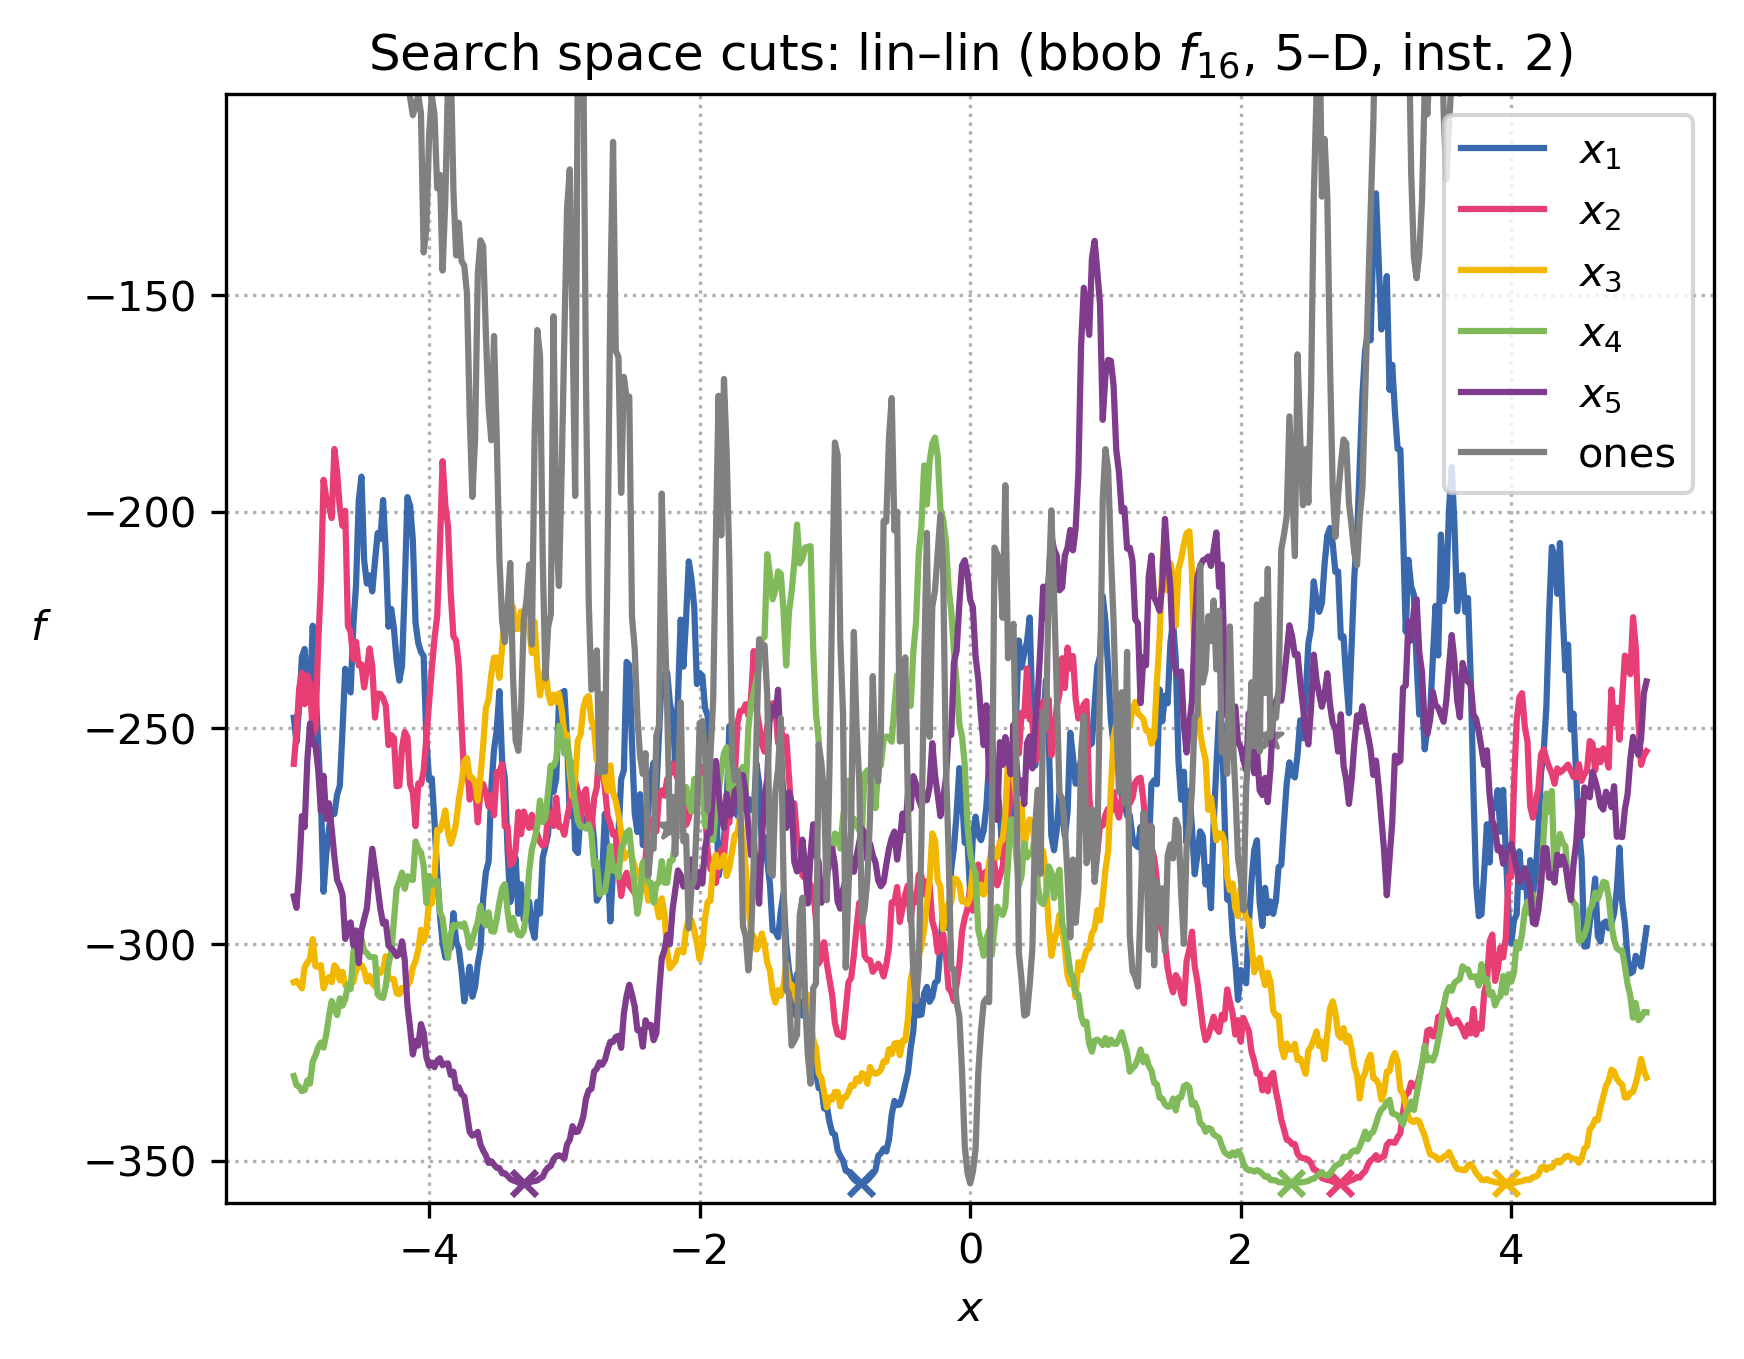 Search space cuts: lin–lin (bbob f₁₆, 5–D, inst. 2)
x₁
x₂
x₃
x₄
x₅
ones
f
−150
−200
−250
−300
−350
−4
−2
0
2
4
x